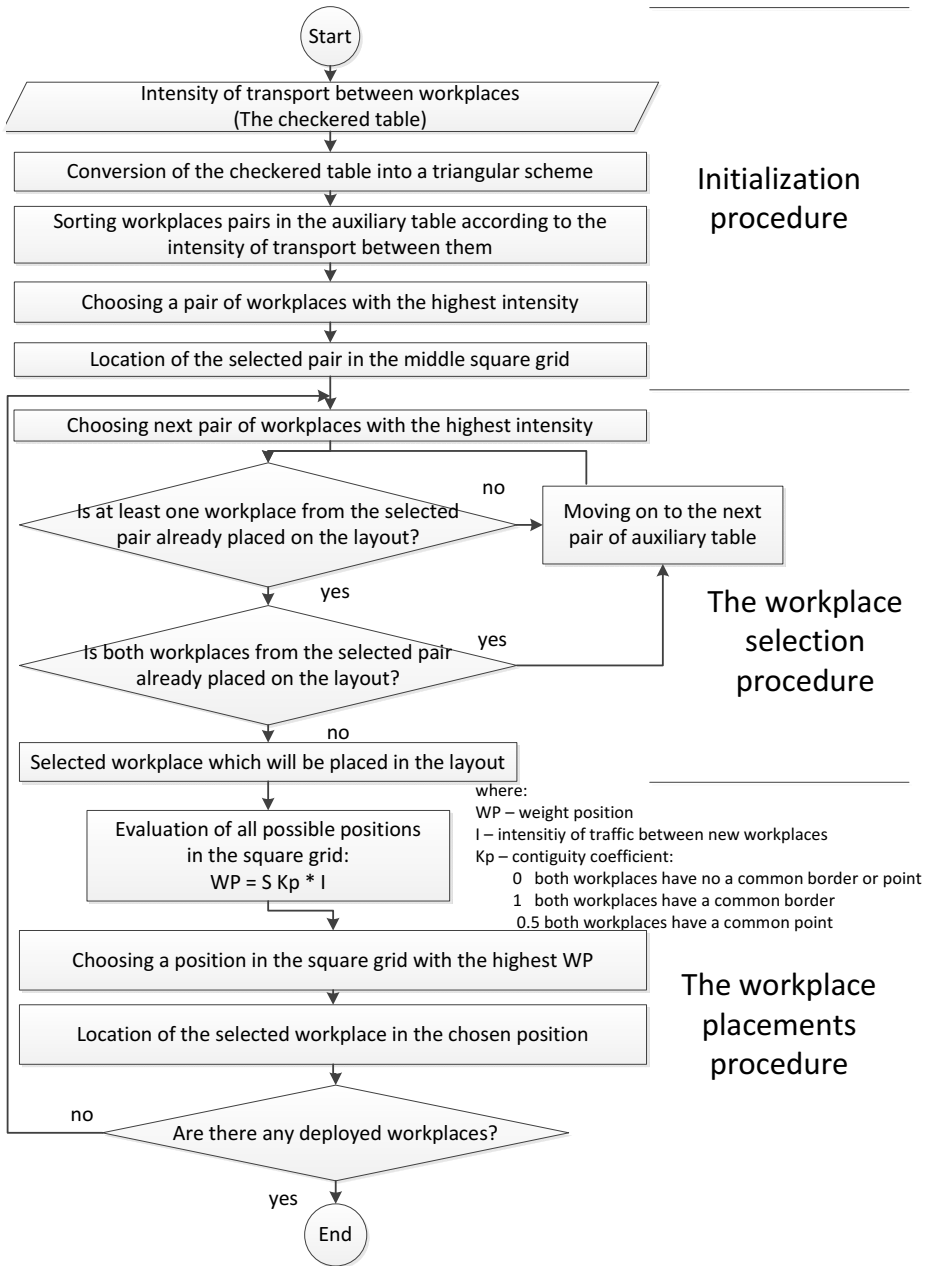 Start
Intensity of transport between workplaces
(The checkered table)
Conversion of the checkered table into a triangular scheme
Sorting workplaces pairs in the auxiliary table according to the
intensity of transport between them
Choosing a pair of workplaces with the highest intensity
Location of the selected pair in the middle square grid
Initialization
procedure
Choosing next pair of workplaces with the highest intensity
Is at least one workplace from the selected
pair already placed on the layout?
no
Moving on to the next
pair of auxiliary table
yes
Is both workplaces from the selected pair
already placed on the layout?
yes
no
Selected workplace which will be placed in the layout
The workplace
selection
procedure
Evaluation of all possible positions
in the square grid:
WP = S Kp * I
where:
WP – weight position
I – intensitiy of traffic between new workplaces
Kp – contiguity coefficient:
0 both workplaces have no a common border or point
1 both workplaces have a common border
0.5 both workplaces have a common point
Choosing a position in the square grid with the highest WP
Location of the selected workplace in the chosen position
The workplace
placements
procedure
no
Are there any deployed workplaces?
yes
End